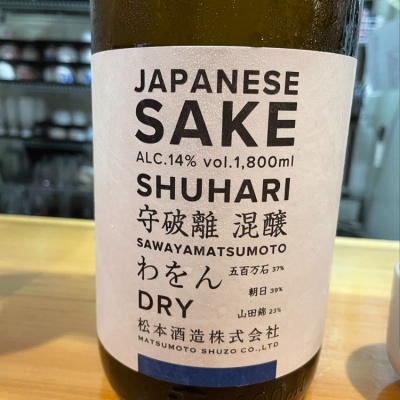 JAPANESE
SAKE
ALC.14% vol.1,800ml
SHUHARI
守破離 混醸
SAWAYAMATSUMOTO
わをん 五百万石 37%
朝日 39%
山田錦 23%
DRY
松本酒造株式会社
MATSUMOTO SHUZO CO.,LTD